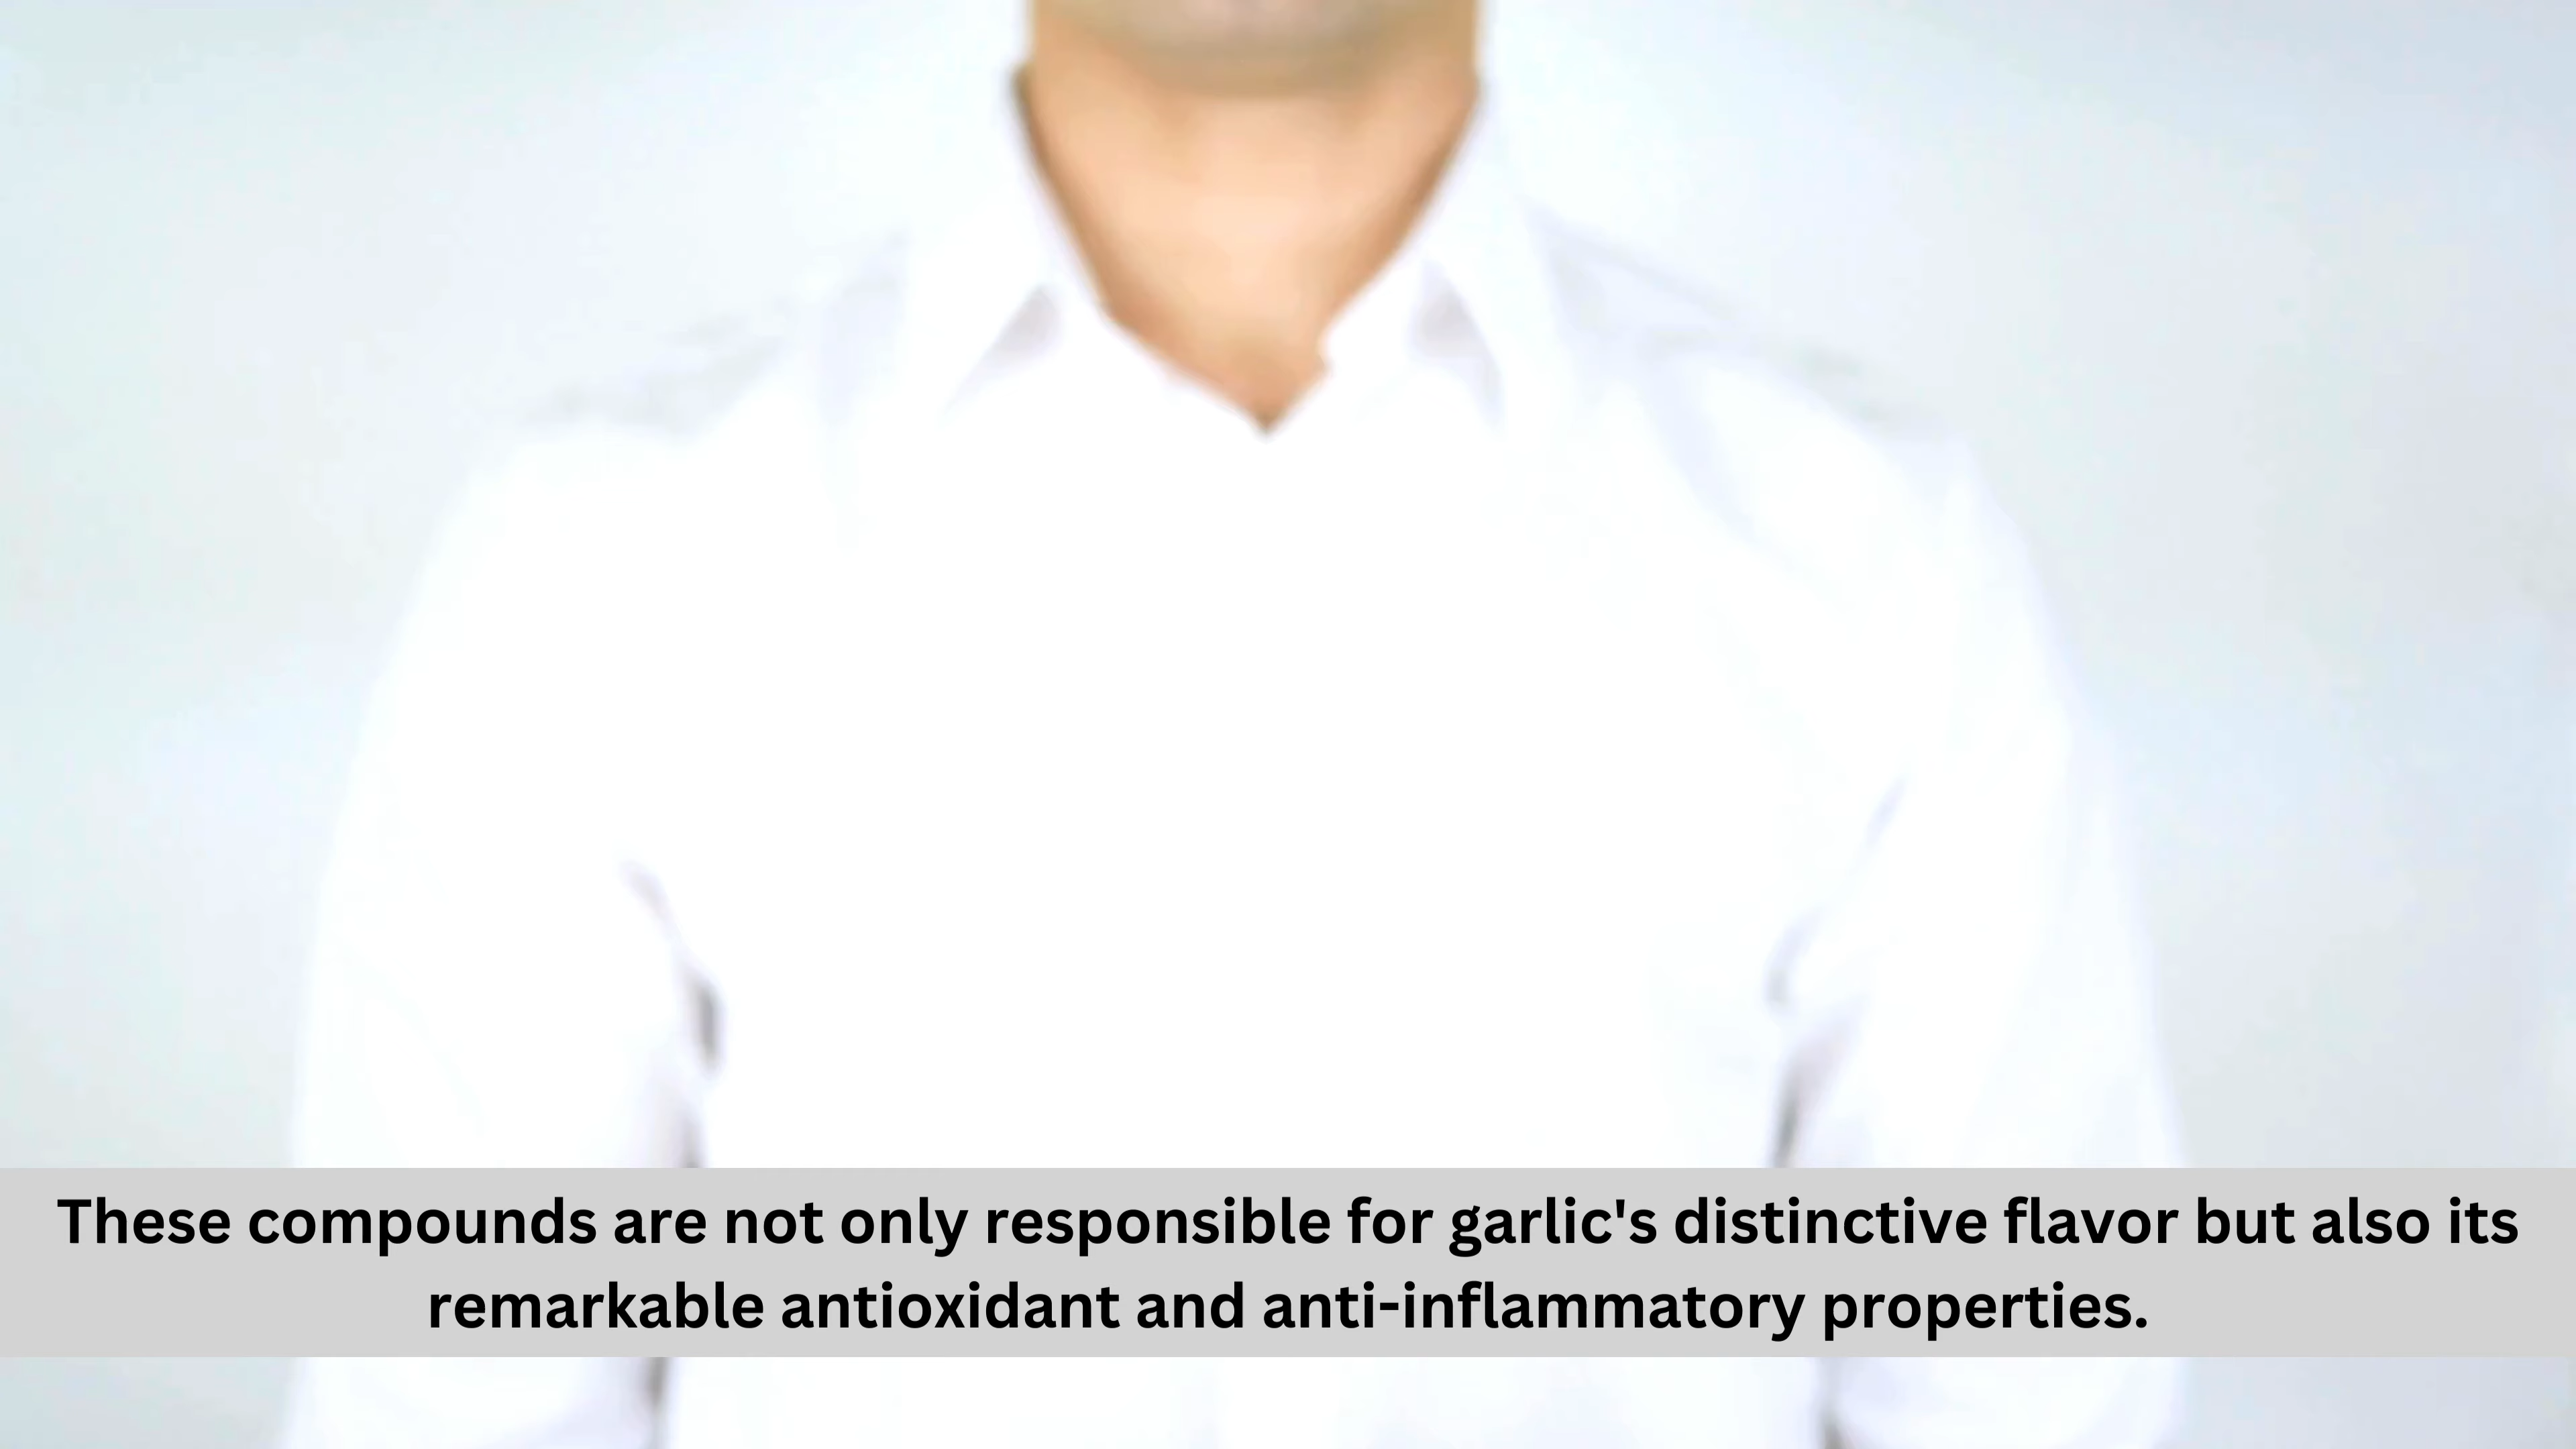 These compounds are not only responsible for garlic's distinctive flavor but also its
remarkable antioxidant and anti-inflammatory properties.